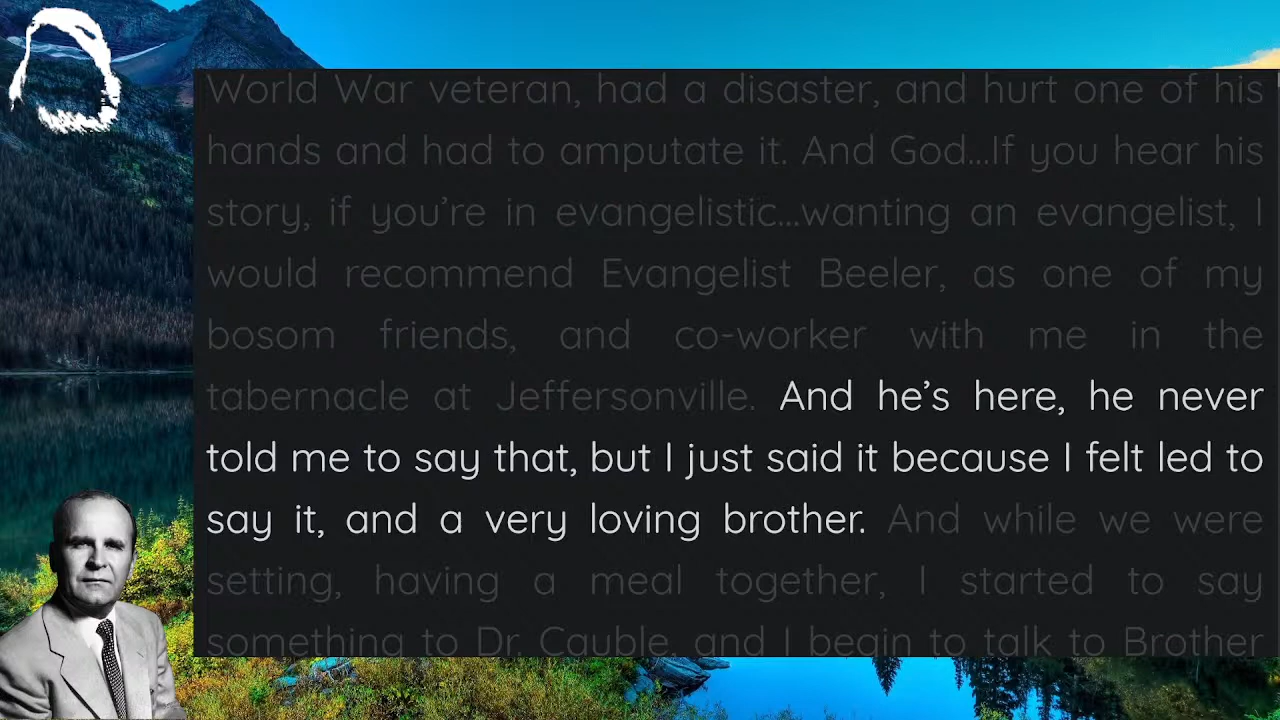 World War veteran, had a disaster, and hurt one of his
hands and had to amputate it. And God...If you hear his
story, if you’re in evangelistic...wanting an evangelist, I
would recommend Evangelist Beeler, as one of my
bosom friends, and co-worker with me in the
tabernacle at Jeffersonville. And he’s here, he never
told me to say that, but I just said it because I felt led to
say it, and a very loving brother. And while we were
setting, having a meal together, I started to say
something to Dr. Cauble, and I begin to talk to Brother